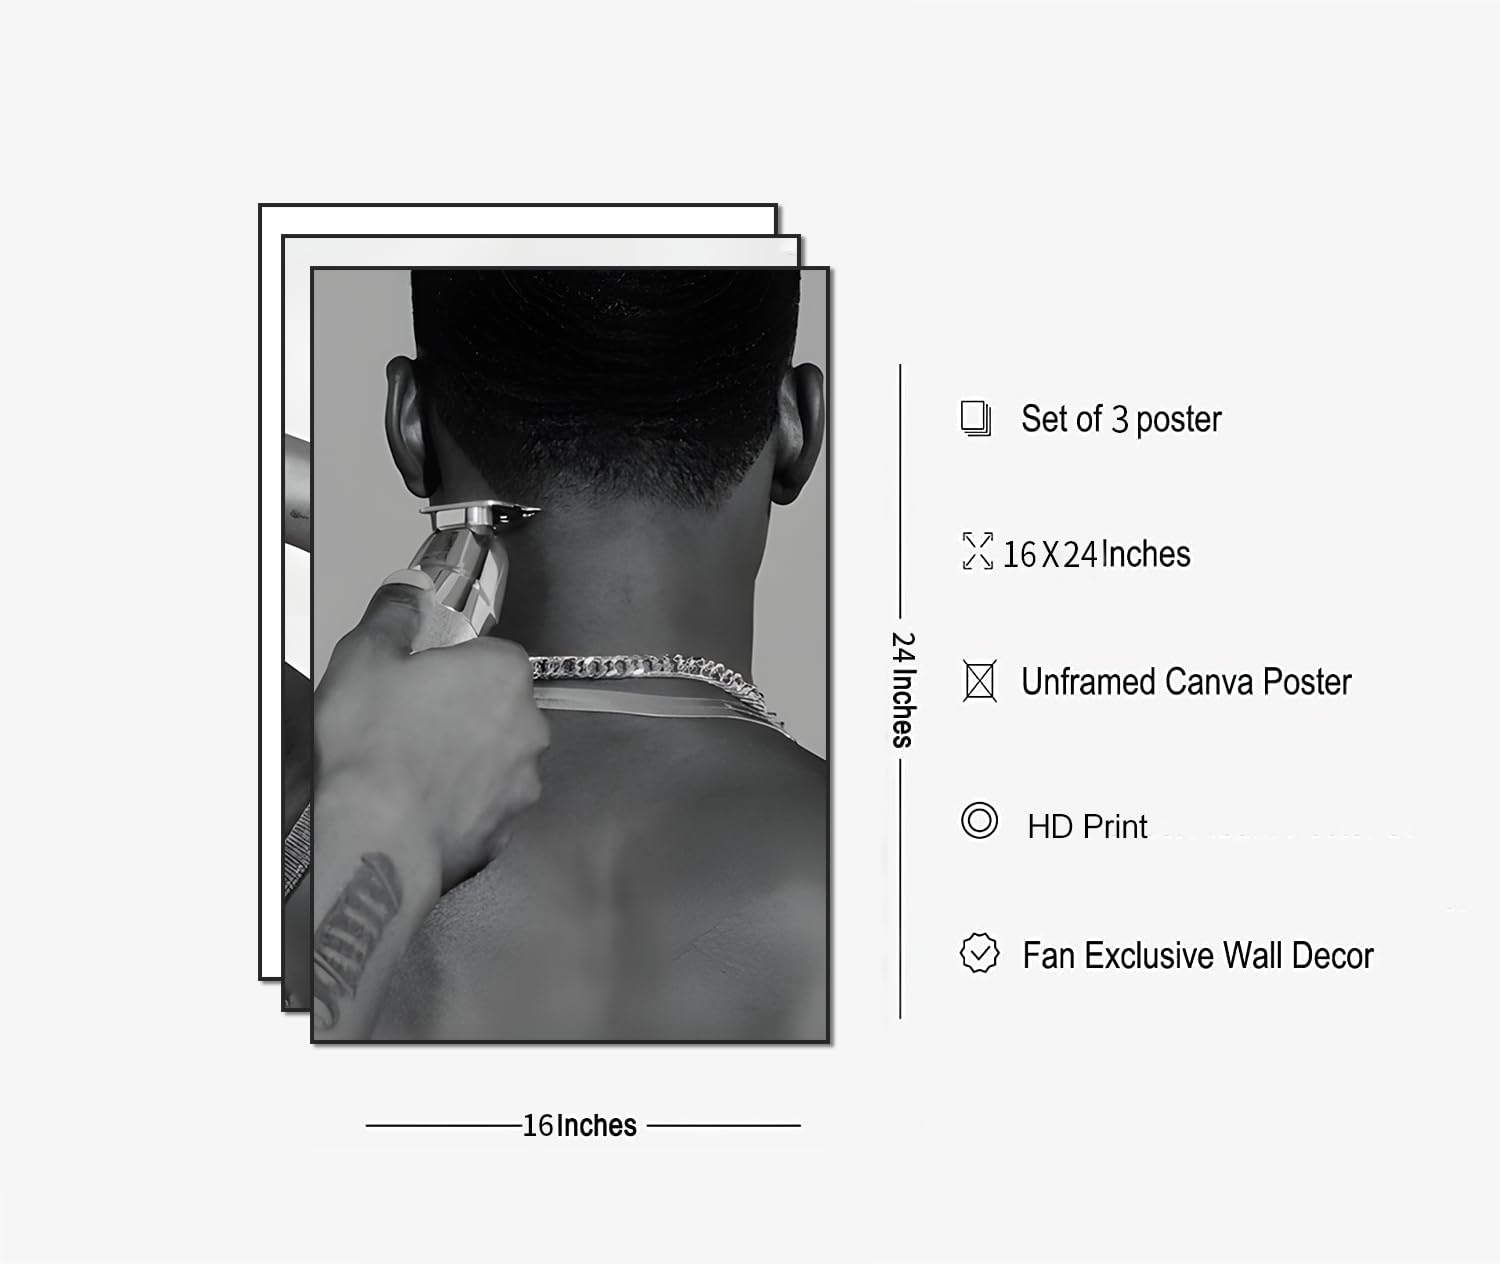 Set of 3 poster
16 X 24 Inches
Unframed Canva Poster
HD Print
Fan Exclusive Wall Decor
24 Inches
16 Inches